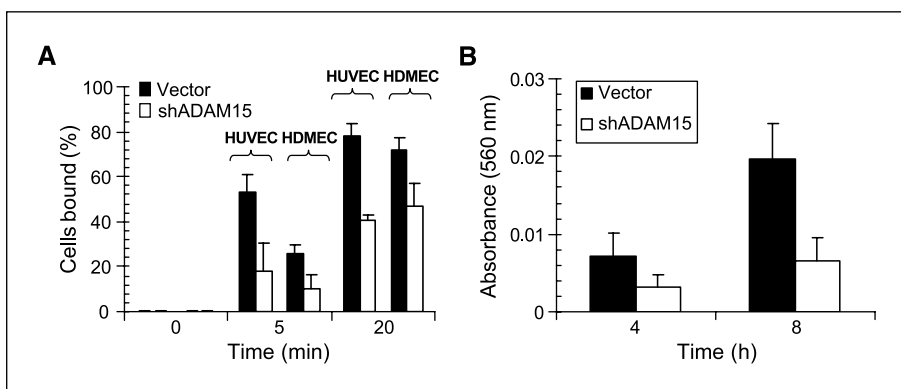 A
HUVEC HDMEC
100
Vector
shADAM15
80
HUVEC HDMEC
60
40
20
0
Cells bound (%)
0 5 20
Time (min)
B
0.03
Vector
shADAM15
0.02
0.01
0
Absorbance (560 nm)
4 8
Time (h)